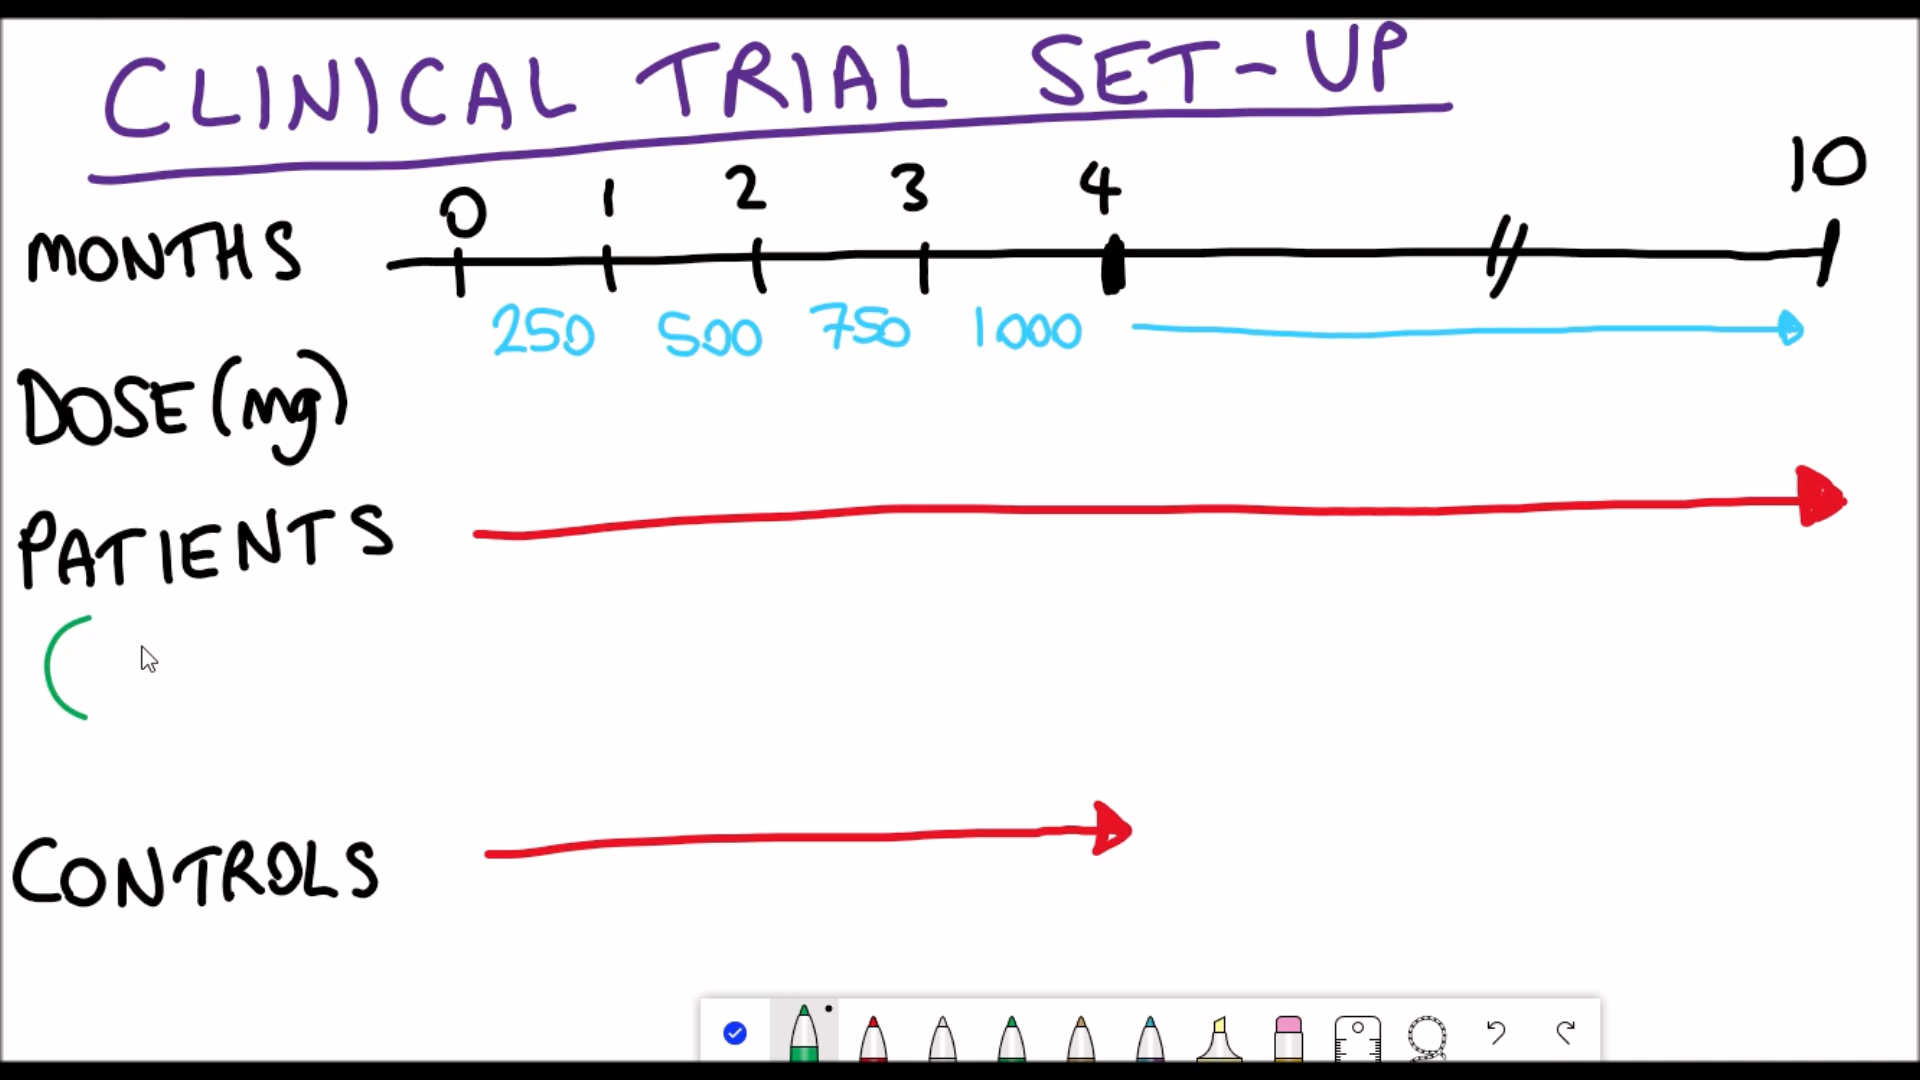 CLINICAL TRIAL SET-UP
0 1 2 3 4 10
MONTHS
250 500 750 1000
DOSE (mg)
PATIENTS
(
CONTROLS